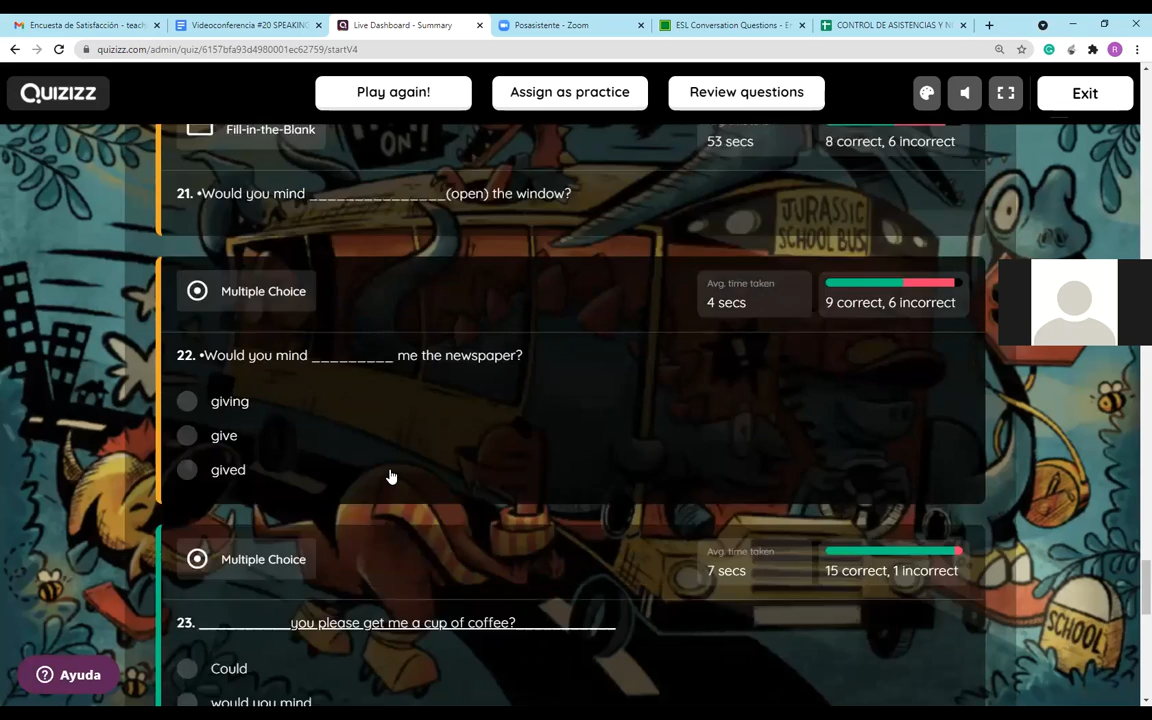 Encuesta de Satisfacción - teach
Videoconferencia #20 SPEAKING
Live Dashboard - Summary
Posasistente - Zoom
ESL Conversation Questions - En
CONTROL DE ASISTENCIAS Y N
quizizz.com/admin/quiz/6157bfa93d4980001ec62759/startV4
R
Quizizz
Play again!
Assign as practice
Review questions
Exit
ON!
Fill-in-the-Blank
53 secs
8 correct, 6 incorrect
21. •Would you mind _______________(open) the window?
JURASSIC
SCHOOL BUS
Multiple Choice
Avg. time taken
4 secs
9 correct, 6 incorrect
22. •Would you mind _________ me the newspaper?
giving
give
gived
Multiple Choice
Avg. time taken
7 secs
15 correct, 1 incorrect
23. ___________you please get me a cup of coffee?____________
Could
would you mind
SCHOOL
Ayuda